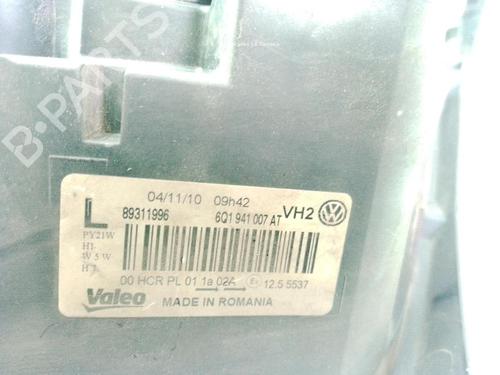 B-PARTS
04/11/10 09h42
L 89311996 6Q1 941 007 AT VH2
PY21W
H1
W 5 W
H 7
00 HCR PL 01 1a 02A 12.5 5537
Valeo MADE IN ROMANIA